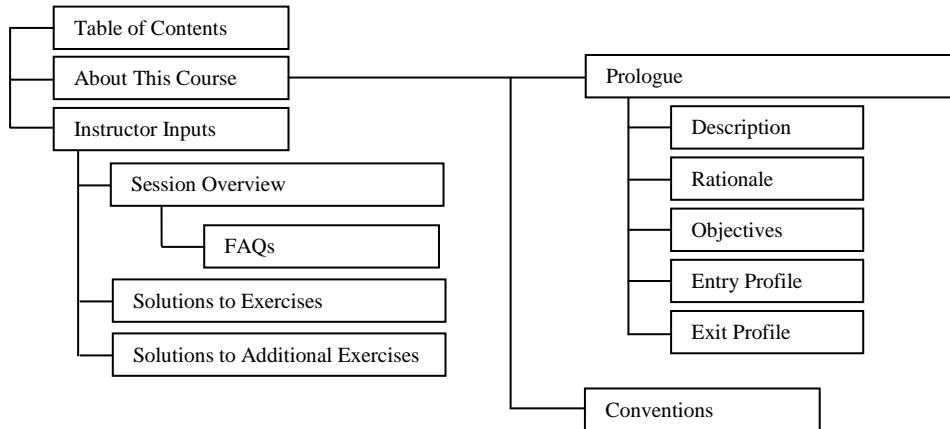 Table of Contents
About This Course
Instructor Inputs
Session Overview
FAQs
Solutions to Exercises
Solutions to Additional Exercises
Prologue
Description
Rationale
Objectives
Entry Profile
Exit Profile
Conventions